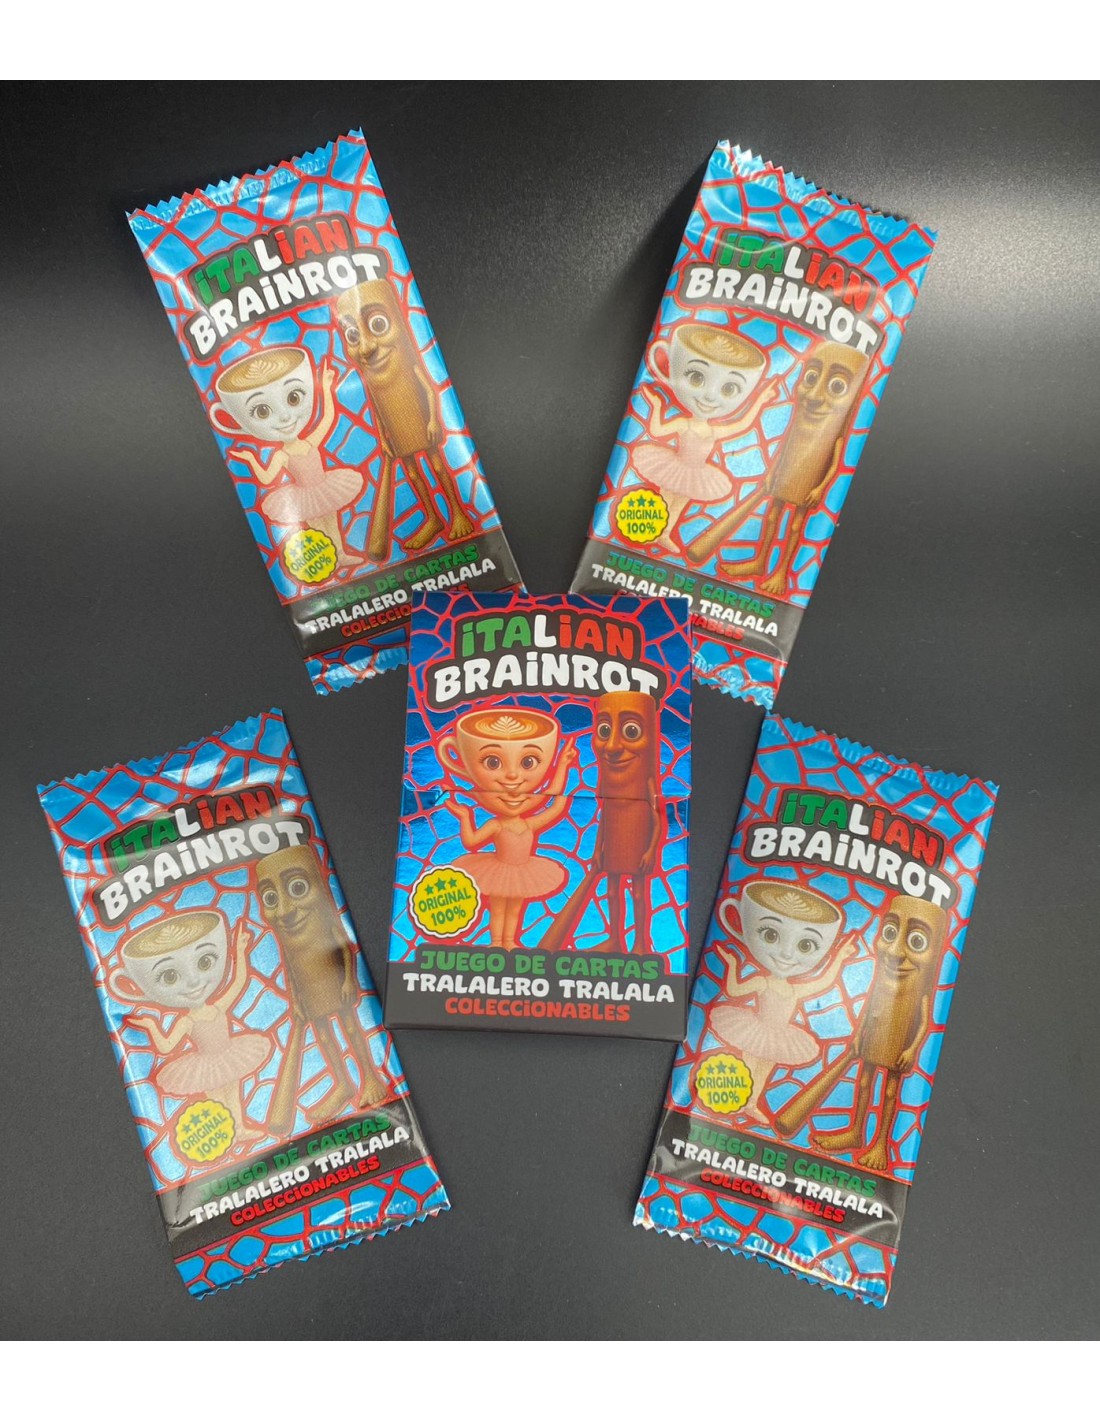 iTALiAN
BRAiNROT
ORIGINAL
100%
JUEGO DE CARTAS
TRALALERO TRALALA
COLECCIONABLES
iTALiAN
BRAiNROT
ORIGINAL
100%
JUEGO DE CARTAS
TRALALERO TRALALA
iTALiAN
BRAiNROT
ORIGINAL
100%
JUEGO DE CARTAS
TRALALERO TRALALA
COLECCiONABLES
iTALiAN
BRAiNROT
ORIGINAL
100%
JUEGO DE CARTAS
TRALALERO TRALALA
COLECCiONABLES
iTALiAN
BRAiNROT
ORIGINAL
100%
JUEGO DE CARTAS
TRALALERO TRALALA
COLECCiONABLES